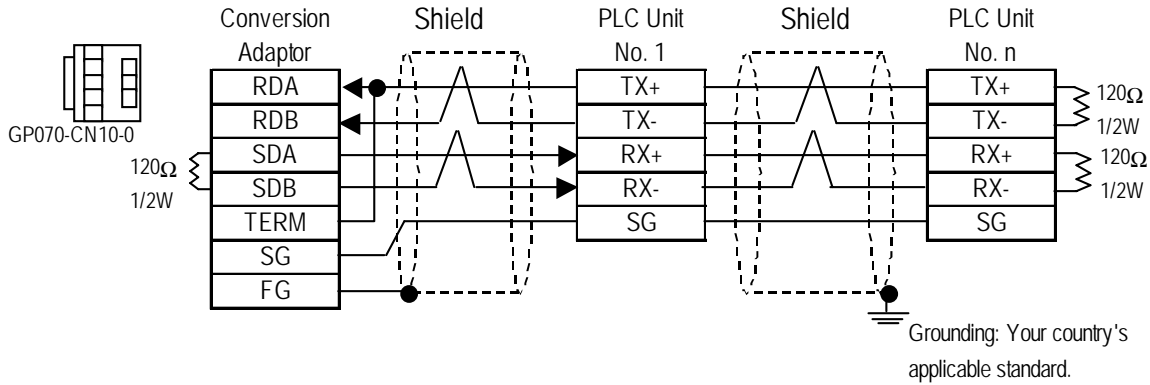 Conversion Adaptor
Shield
PLC Unit No. 1
Shield
PLC Unit No. n
GP070-CN10-0
RDA
RDB
SDA
SDB
TERM
SG
FG
120Ω
1/2W
TX+
TX-
RX+
RX-
SG
TX+
TX-
RX+
RX-
SG
120Ω
1/2W
120Ω
1/2W
Grounding: Your country's
applicable standard.